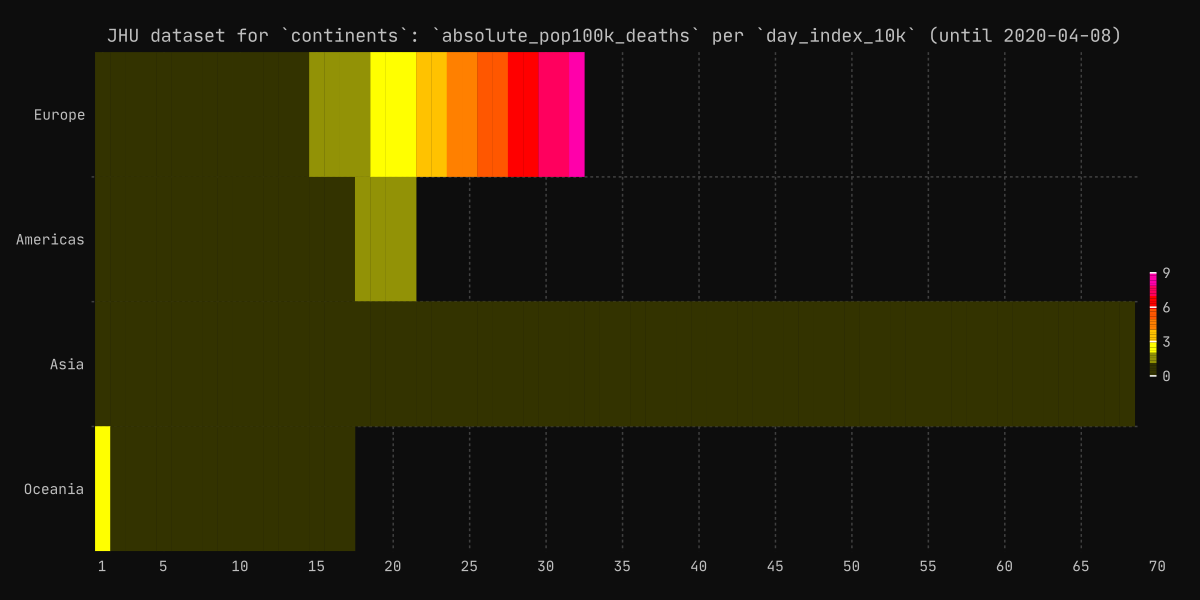 JHU dataset for `continents`: `absolute_pop100k_deaths` per `day_index_10k` (until 2020-04-08)
Europe
Americas
Asia
Oceania
9
6
3
0
1 5 10 15 20 25 30 35 40 45 50 55 60 65 70